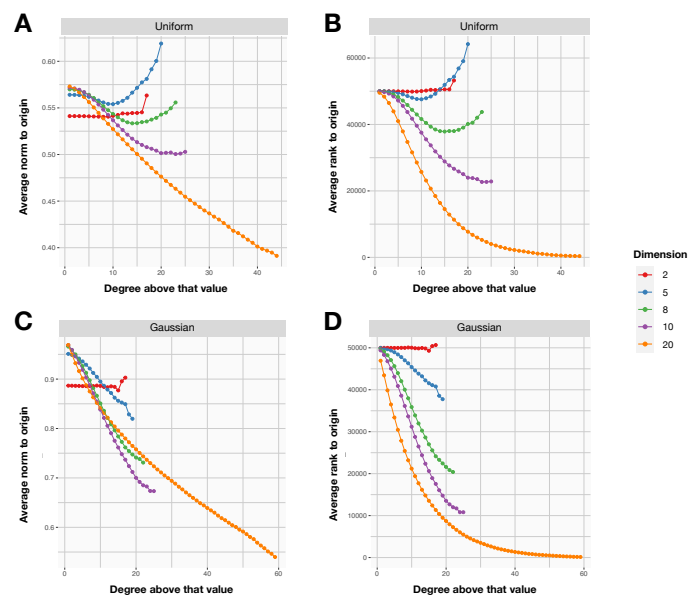 A
Uniform
Average norm to origin
0.60
0.55
0.50
0.45
0.40
0
10
20
30
40
Degree above that value
B
Uniform
Average rank to origin
60000
40000
20000
0
0
10
20
30
40
Degree above that value
Dimension
2
5
8
10
20
C
Gaussian
Average norm to origin
0.9
0.8
0.7
0.6
0
20
40
60
Degree above that value
D
Gaussian
Average rank to origin
50000
40000
30000
20000
10000
0
0
20
40
60
Degree above that value